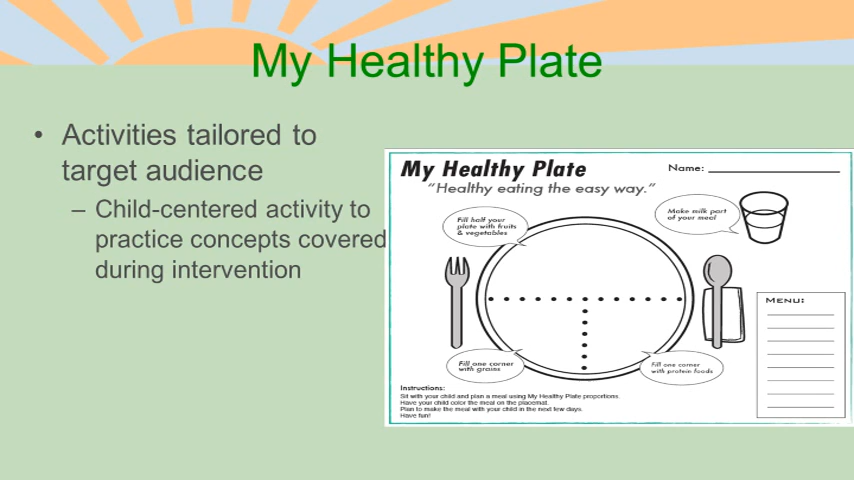 My Healthy Plate
• Activities tailored to
target audience
– Child-centered activity to
practice concepts covered
during intervention
My Healthy Plate
Name:
"Healthy eating the easy way."
Fill half your
plate with fruits
& vegetables
Make milk part
of your meal
MENU:
Fill one corner
with grains
Fill one corner
with protein foods
Instructions:
Sit with your child and plan a meal using My Healthy Plate proportions.
Have your child color the meal on the placemat.
Plan to make the meal with your child in the next few days.
Have fun!